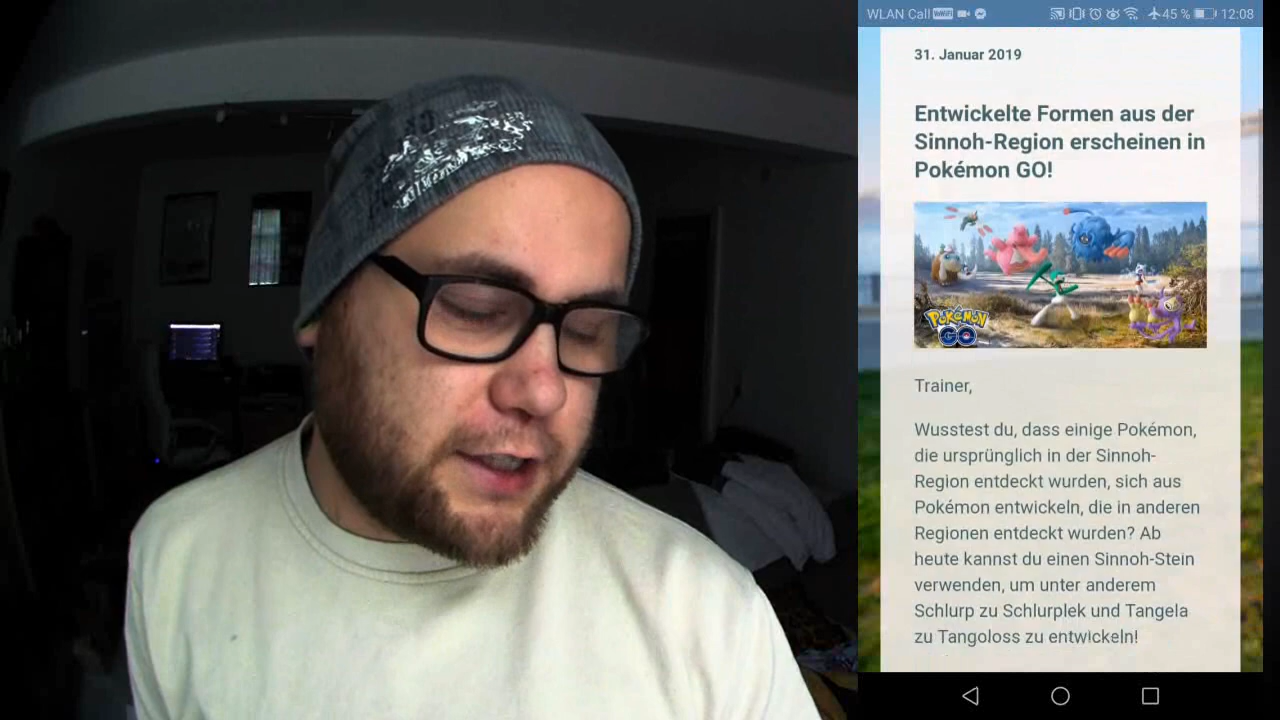 WLAN Call VoWiFi 45 % 12:08
31. Januar 2019
Entwickelte Formen aus der
Sinnoh-Region erscheinen in
Pokémon GO!
POKÉMON
GO
Trainer,
Wusstest du, dass einige Pokémon,
die ursprünglich in der Sinnoh-
Region entdeckt wurden, sich aus
Pokémon entwickeln, die in anderen
Regionen entdeckt wurden? Ab
heute kannst du einen Sinnoh-Stein
verwenden, um unter anderem
Schlurp zu Schlurplek und Tangela
zu Tangoloss zu entwickeln!